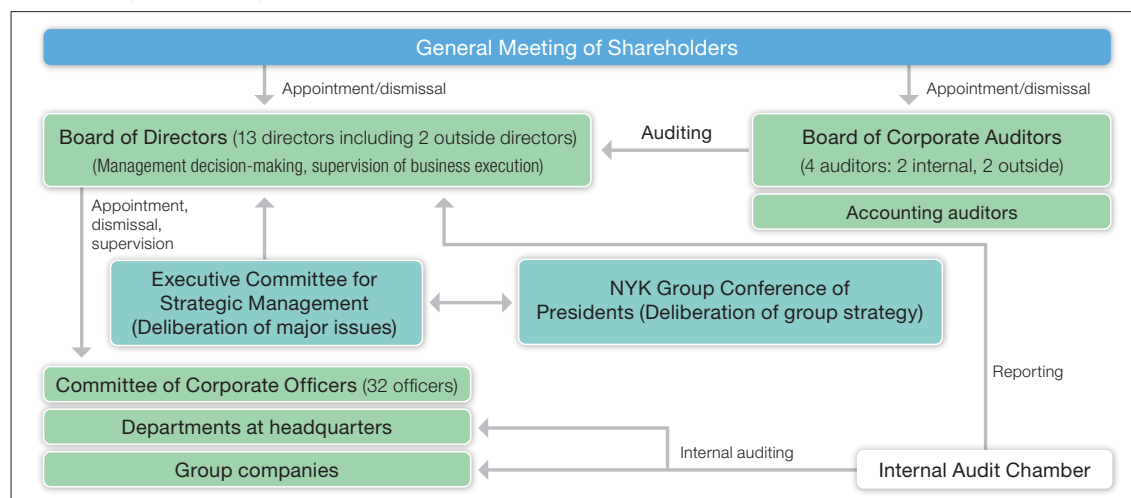 General Meeting of Shareholders
Appointment/dismissal
Appointment/dismissal
Board of Directors (13 directors including 2 outside directors)
(Management decision-making, supervision of business execution)
Auditing
Board of Corporate Auditors
(4 auditors: 2 internal, 2 outside)
Accounting auditors
Appointment,
dismissal,
supervision
Executive Committee for
Strategic Management
(Deliberation of major issues)
NYK Group Conference of
Presidents (Deliberation of group strategy)
Reporting
Committee of Corporate Officers (32 officers)
Departments at headquarters
Group companies
Internal auditing
Internal Audit Chamber